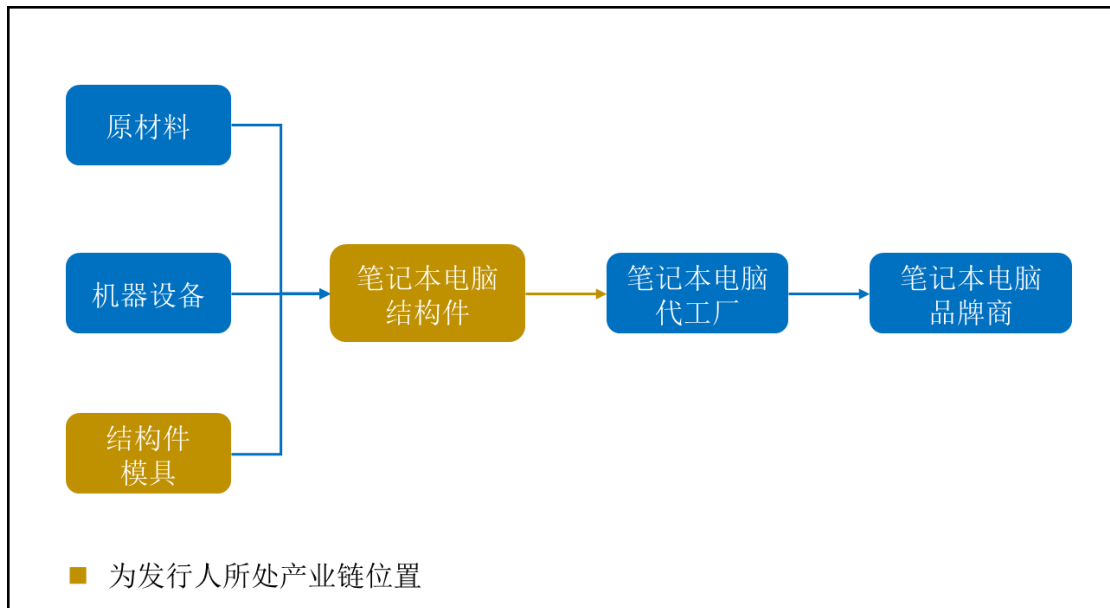 原材料
机器设备
结构件
模具
笔记本电脑
结构件
笔记本电脑
代工厂
笔记本电脑
品牌商
为发行人所处产业链位置